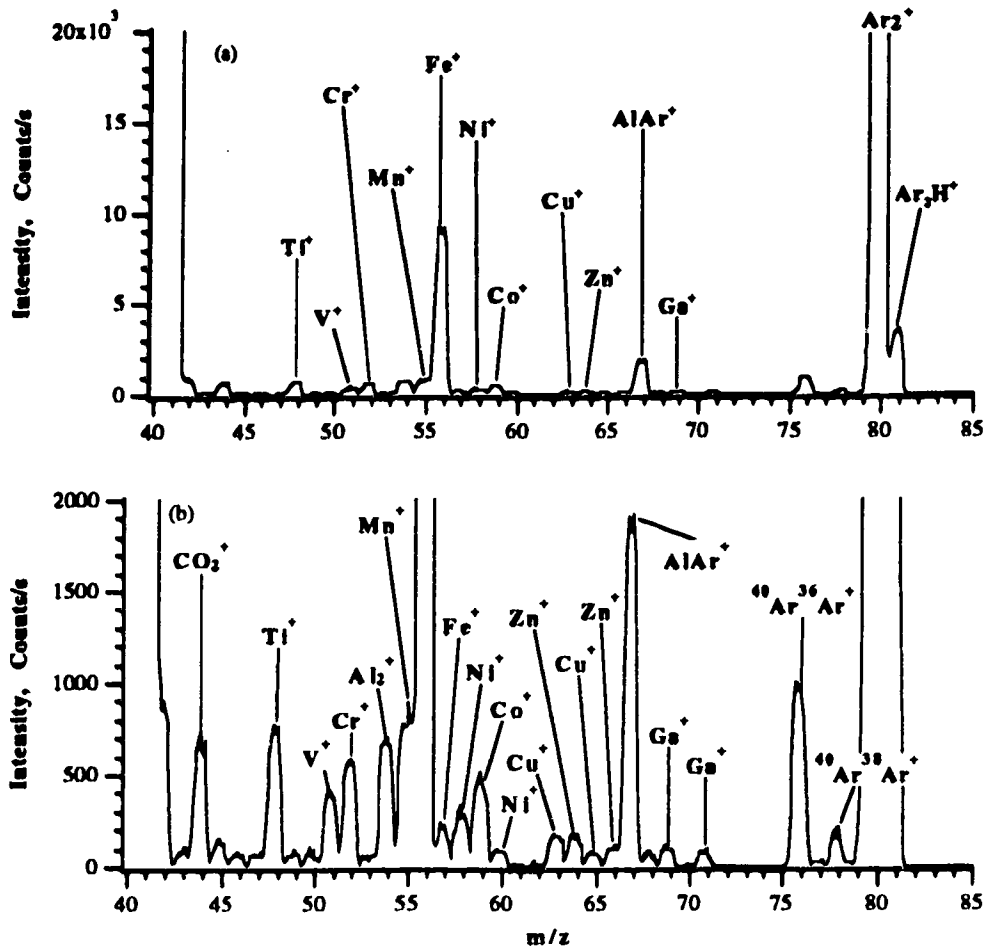 (a)
20x10³
15
10
5
0
Intensity, Counts/s
Ti⁺
V⁺
Cr⁺
Mn⁺
Fe⁺
Ni⁺
Co⁺
Cu⁺
Zn⁺
AlAr⁺
Ga⁺
Ar₂⁺
Ar₂H⁺
40 45 50 55 60 65 70 75 80 85
(b)
2000
1500
1000
500
0
Intensity, Counts/s
CO₂⁺
Ti⁺
V⁺
Cr⁺
Al₂⁺
Mn⁺
Fe⁺
Ni⁺
Co⁺
Ni⁺
Cu⁺
Zn⁺
Cu⁺
Zn⁺
AlAr⁺
Ga⁺
Ga⁺
⁴⁰Ar³⁶Ar⁺
⁴⁰Ar³⁸Ar⁺
40 45 50 55 60 65 70 75 80 85
m/z